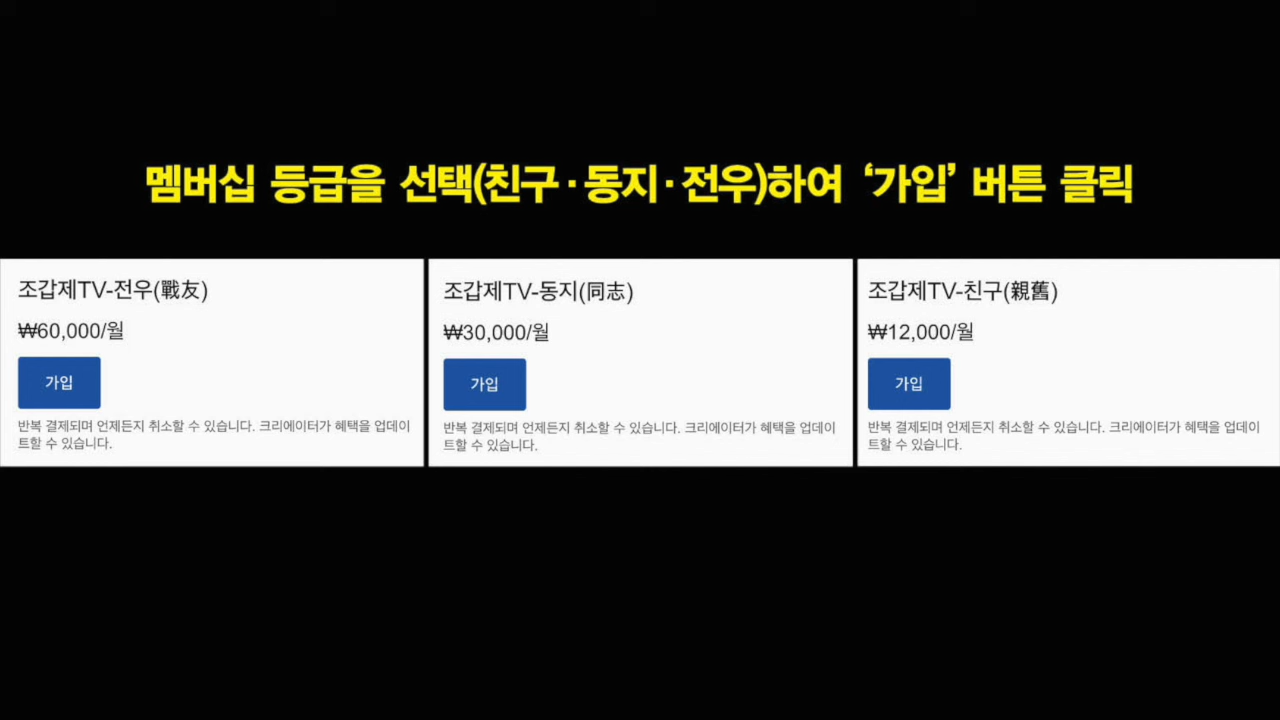 멤버십 등급을 선택(친구·동지·전우)하여 ‘가입’ 버튼 클릭
조갑제TV-전우(戰友)
₩60,000/월
가입
반복 결제되며 언제든지 취소할 수 있습니다. 크리에이터가 혜택을 업데이
트할 수 있습니다.
조갑제TV-동지(同志)
₩30,000/월
가입
반복 결제되며 언제든지 취소할 수 있습니다. 크리에이터가 혜택을 업데이
트할 수 있습니다.
조갑제TV-친구(親舊)
₩12,000/월
가입
반복 결제되며 언제든지 취소할 수 있습니다. 크리에이터가 혜택을 업데이
트할 수 있습니다.